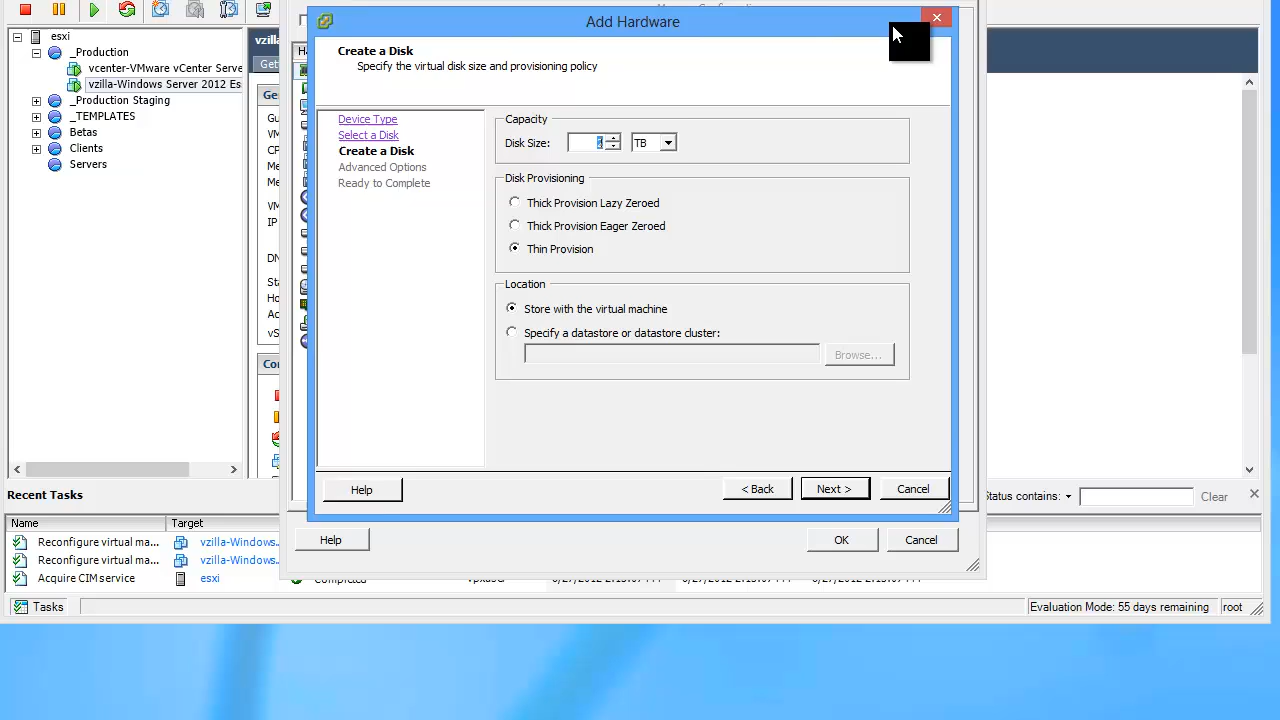 Add Hardware
Create a Disk
Specify the virtual disk size and provisioning policy
esxi
_Production
vcenter-VMware vCenter Serve
vzilla-Windows Server 2012 Es
_Production Staging
_TEMPLATES
Betas
Clients
Servers
vzilla
Device Type
Select a Disk
Create a Disk
Advanced Options
Ready to Complete
Capacity
Disk Size:
TB
Disk Provisioning
Thick Provision Lazy Zeroed
Thick Provision Eager Zeroed
Thin Provision
Location
Store with the virtual machine
Specify a datastore or datastore cluster:
Browse...
Help
< Back
Next >
Cancel
Help
OK
Cancel
Recent Tasks
Status contains:
Clear
Name
Target
Reconfigure virtual ma...
vzilla-Windows...
Reconfigure virtual ma...
vzilla-Windows...
Acquire CIM service
esxi
Tasks
Evaluation Mode: 55 days remaining
root